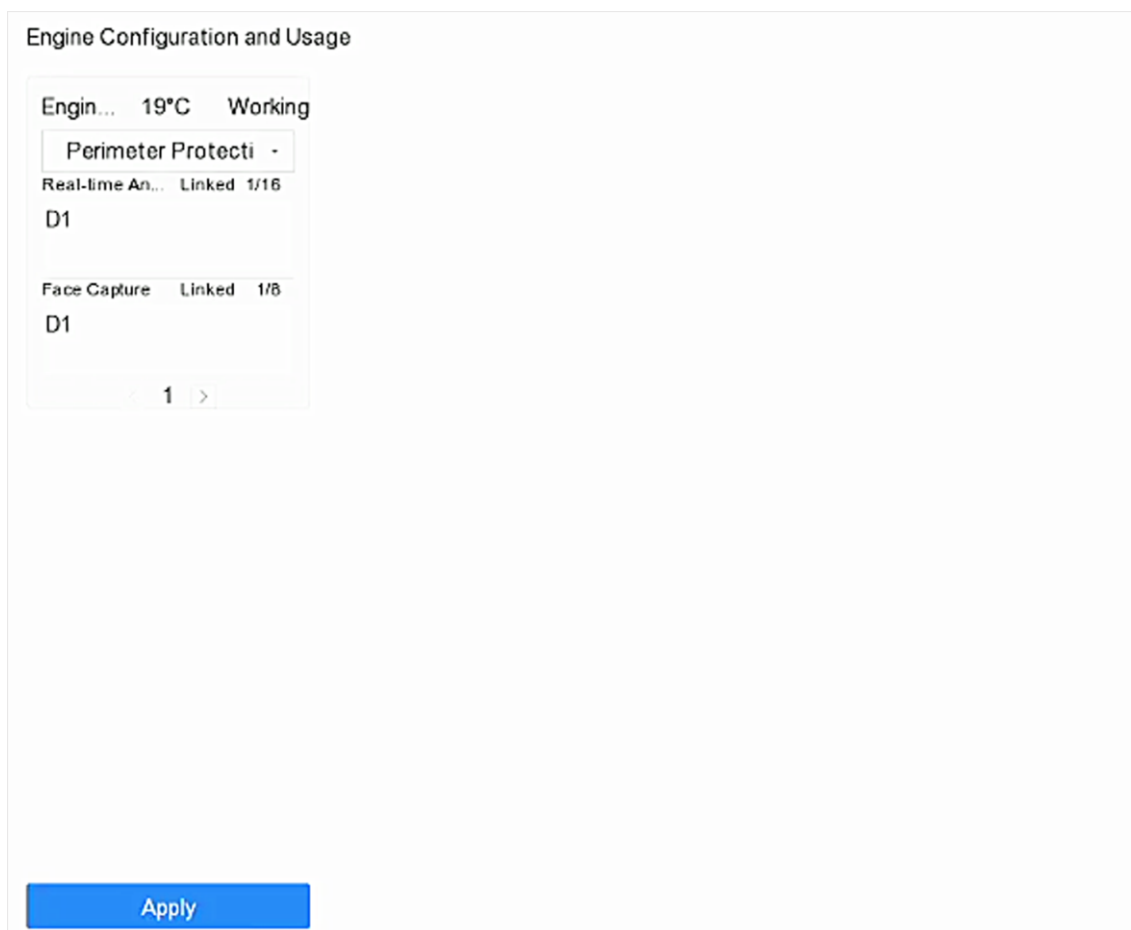 Engine Configuration and Usage
Engin... 19°C Working
Perimeter Protecti
Real-time An... Linked 1/16
D1
Face Capture Linked 1/8
D1
< 1 >
Apply